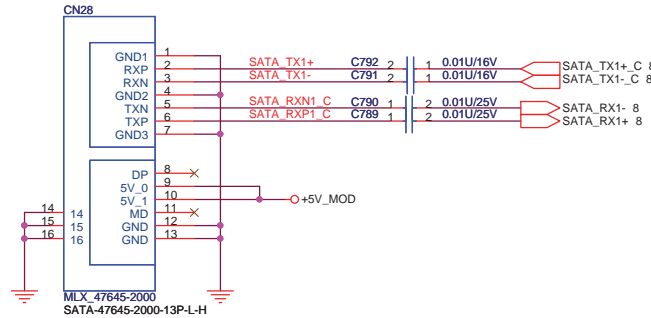 CN28
GND1 1
RXP 2 SATA_TX1+ C792 2 1 0.01U/16V SATA_TX1+_C 8
RXN 3 SATA_TX1- C791 2 1 0.01U/16V SATA_TX1-_C 8
GND2 4
TXN 5 SATA_RXN1_C C790 1 2 0.01U/25V SATA_RX1- 8
TXP 6 SATA_RXP1_C C789 1 2 0.01U/25V SATA_RX1+ 8
GND3 7
DP 8
5V_0 9
5V_1 10 +5V_MOD
14 14 MD 11
15 15 GND 12
16 16 GND 13
MLX_47645-2000
SATA-47645-2000-13P-L-H